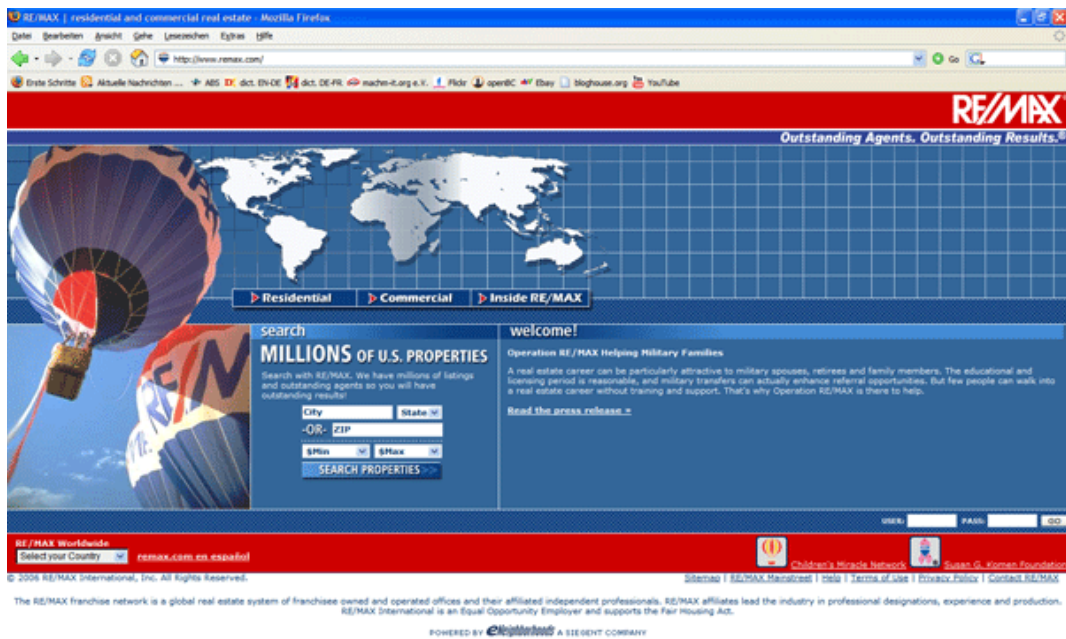 RE/MAX | residential and commercial real estate - Mozilla Firefox
Datei Bearbeiten Ansicht Gehe Lesezeichen Extras Hilfe
http://www.remax.com/
Go
Erste Schritte Aktuelle Nachrichten ... ABS dict. EN-DE dict. DE-FR machm-it.org e.V. Flickr openBC Ebay bloghouse.org YouTube
RE/MAX
Outstanding Agents. Outstanding Results.®
Residential Commercial Inside RE/MAX
search
MILLIONS OF U.S. PROPERTIES
Search with RE/MAX. We have millions of listings
and outstanding agents so you will have
outstanding results!
City State
-OR- ZIP
$Min $Max
SEARCH PROPERTIES>>
welcome!
Operation RE/MAX Helping Military Families
A real estate career can be particularly attractive to military spouses, retirees and family members. The educational and
licensing period is reasonable, and military transfers can actually enhance referral opportunities. But few people can walk into
a real estate career without training and support. That's why Operation RE/MAX is there to help.
Read the press release »
USER: PASS: GO
RE/MAX Worldwide
Select your Country remax.com en español
Children's Miracle Network Susan G. Komen Foundation
© 2006 RE/MAX International, Inc. All Rights Reserved.
Sitemap | RE/MAX Mainstreet | Help | Terms of Use | Privacy Policy | Contact RE/MAX
The RE/MAX franchise network is a global real estate system of franchisee owned and operated offices and their affiliated independent professionals. RE/MAX affiliates lead the industry in professional designations, experience and production.
RE/MAX International is an Equal Opportunity Employer and supports the Fair Housing Act.
POWERED BY eNeighborhoods A SIEGENT COMPANY